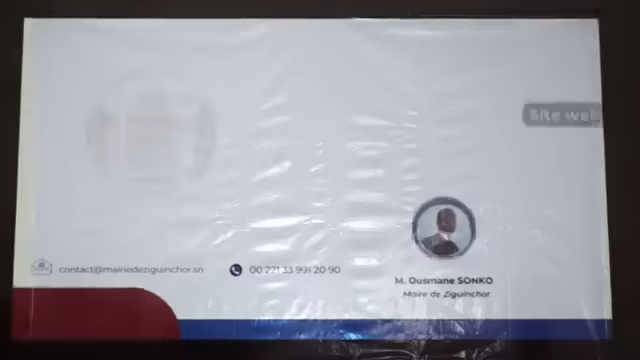 Site web
contact@mairiedeziguinchor.sn
00 221 33 991 20 90
M. Ousmane SONKO
Maire de Ziguinchor